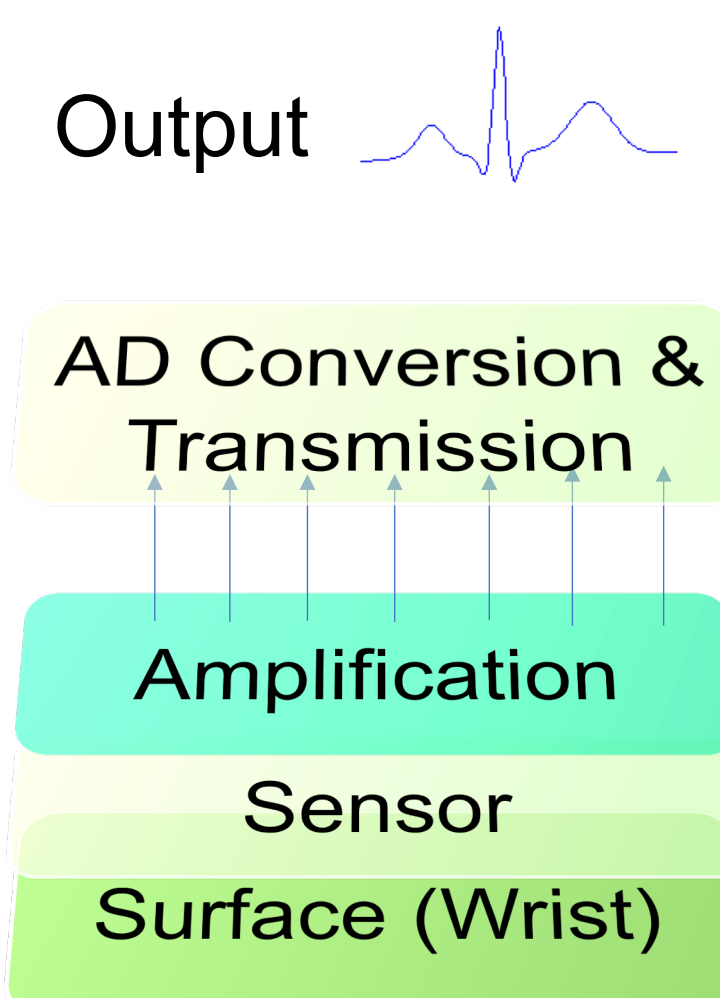 Output
AD Conversion &
Transmission
Amplification
Sensor
Surface (Wrist)